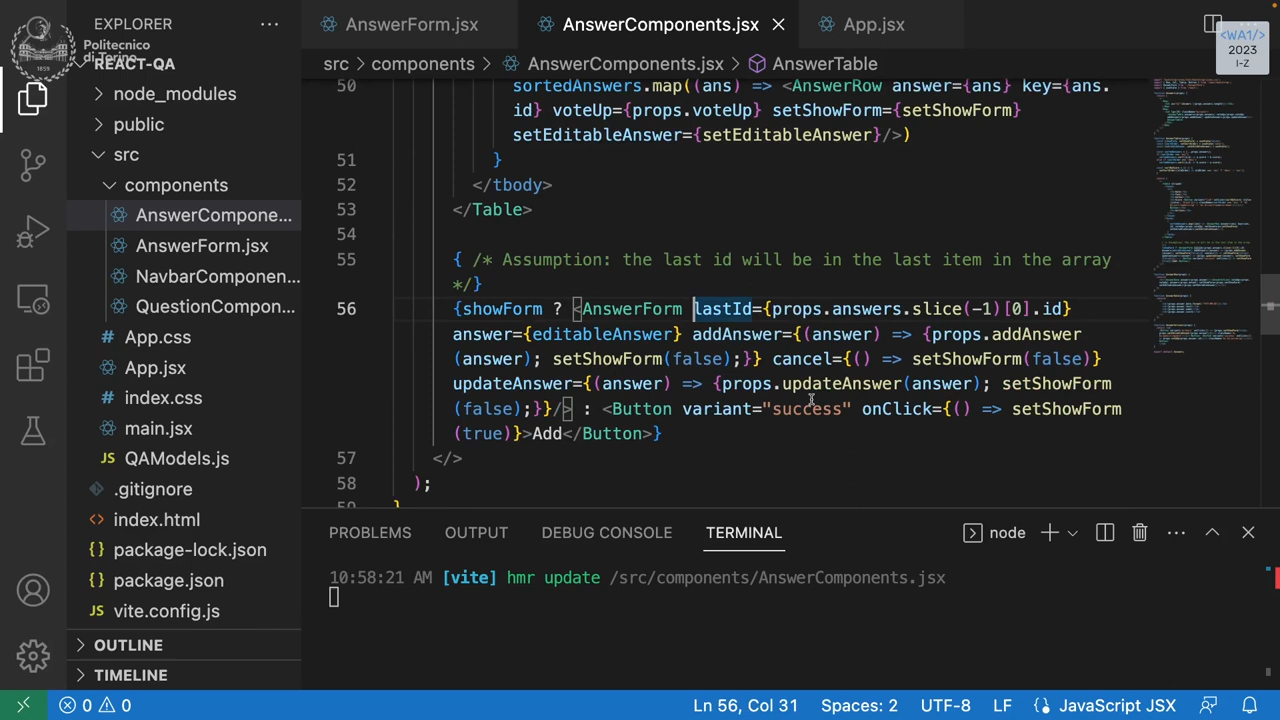 EXPLORER
AnswerForm.jsx
AnswerComponents.jsx
App.jsx
Politecnico
di Torino
<WA1/>
2023
I-Z
REACT-QA
src > components > AnswerComponents.jsx > AnswerTable
node_modules
public
src
components
AnswerCompone...
AnswerForm.jsx
NavbarComponen...
QuestionCompon...
App.css
App.jsx
index.css
main.jsx
JS QAModels.js
.gitignore
<> index.html
{} package-lock.json
{} package.json
JS vite.config.js
OUTLINE
TIMELINE
50 sortedAnswers.map((ans) => <AnswerRow answer={ans} key={ans.
id} voteUp={props.voteUp} setShowForm={setShowForm}
setEditableAnswer={setEditableAnswer}/>)
51 }
52 </tbody>
53 </Table>
54
55 { /* Assumption: the last id will be in the last item in the array
*/}
56 {showForm ? <AnswerForm lastId={props.answers.slice(-1)[0].id}
answer={editableAnswer} addAnswer={(answer) => {props.addAnswer
(answer); setShowForm(false);}} cancel={() => setShowForm(false)}
updateAnswer={(answer) => {props.updateAnswer(answer); setShowForm
(false);}}/> : <Button variant="success" onClick={() => setShowForm
(true)}>Add</Button>}
57 </>
58 );
59 }
PROBLEMS OUTPUT DEBUG CONSOLE TERMINAL
node
10:58:21 AM [vite] hmr update /src/components/AnswerComponents.jsx
0 0
Ln 56, Col 31 Spaces: 2 UTF-8 LF {} JavaScript JSX